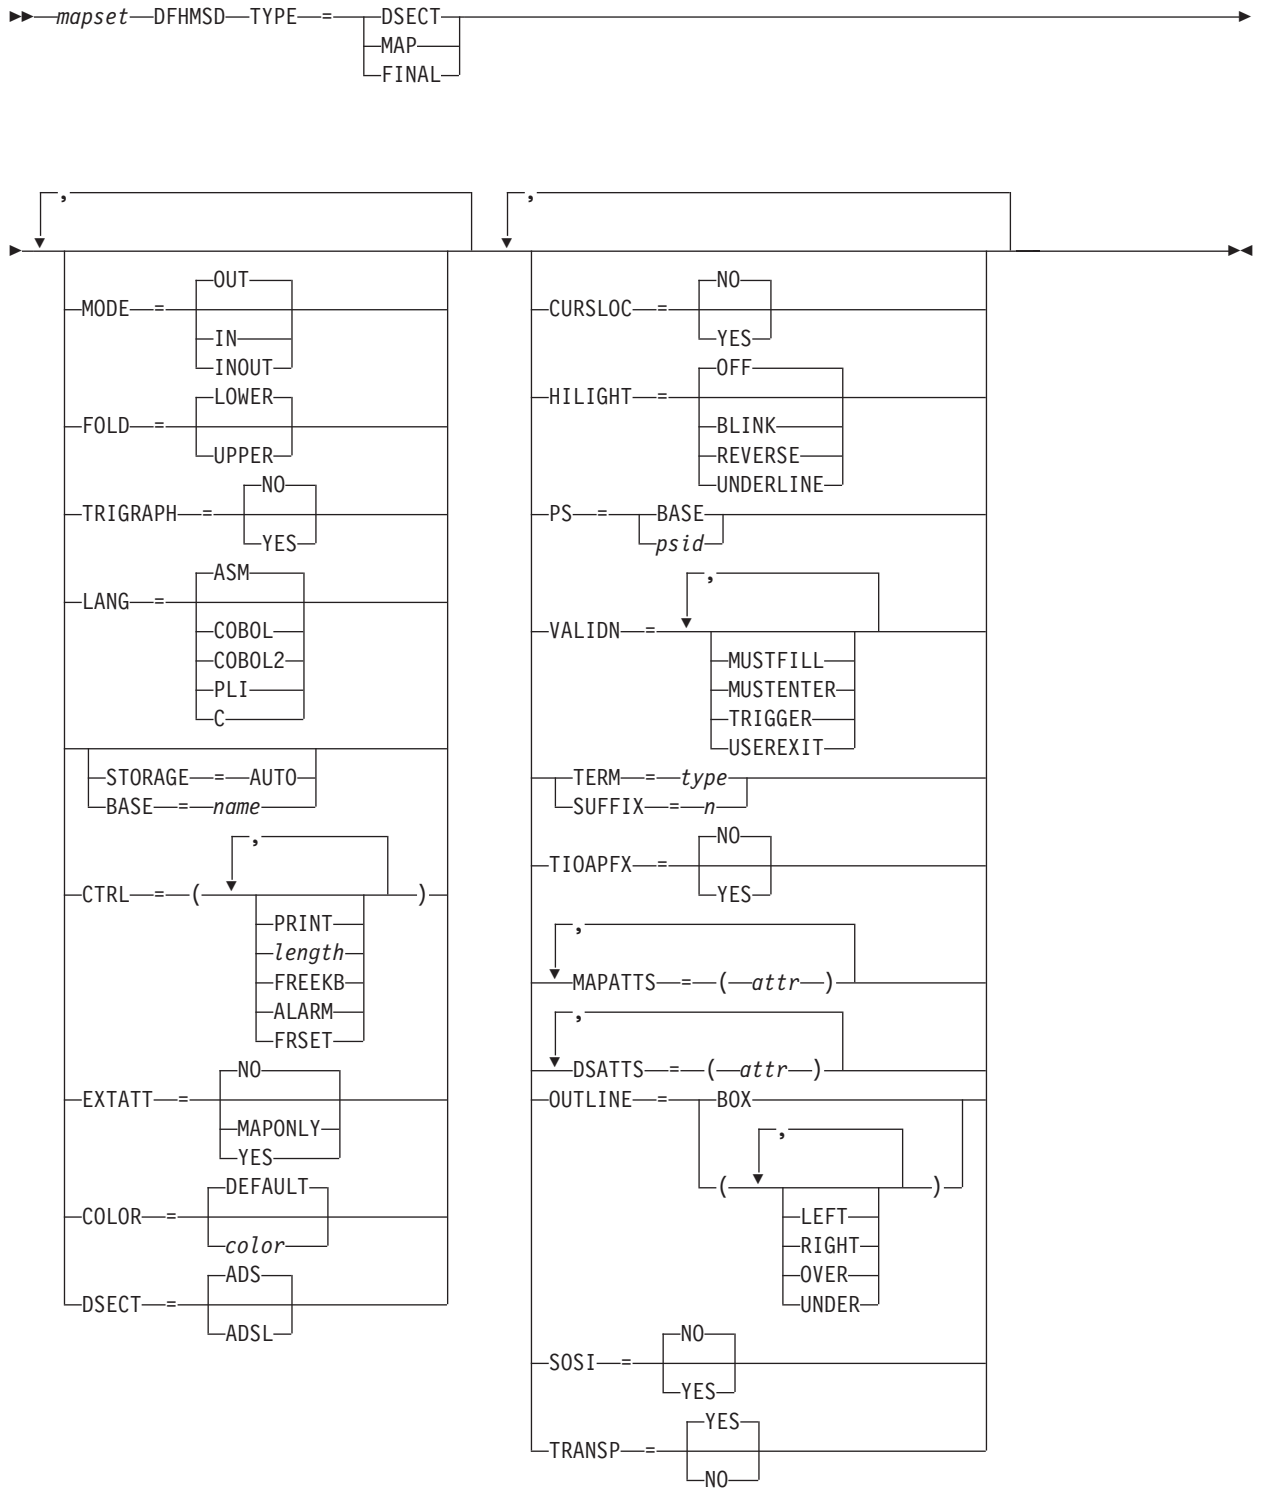 mapset DFHMSD TYPE = DSECT
MAP
FINAL
,
MODE = OUT
IN
INOUT
FOLD = LOWER
UPPER
TRIGRAPH = NO
YES
LANG = ASM
COBOL
COBOL2
PLI
C
STORAGE = AUTO
BASE = name
CTRL = ( , )
PRINT
length
FREEKB
ALARM
FRSET
EXTATT = NO
MAPONLY
YES
COLOR = DEFAULT
color
DSECT = ADS
ADSL
,
CURSLOC = NO
YES
HILIGHT = OFF
BLINK
REVERSE
UNDERLINE
PS = BASE
psid
VALIDN = ,
MUSTFILL
MUSTENTER
TRIGGER
USEREXIT
TERM = type
SUFFIX = n
TIOAPFX = NO
YES
,
MAPATTS = ( attr )
,
DSATTS = ( attr )
OUTLINE = BOX
( , )
LEFT
RIGHT
OVER
UNDER
SOSI = NO
YES
TRANSP = YES
NO